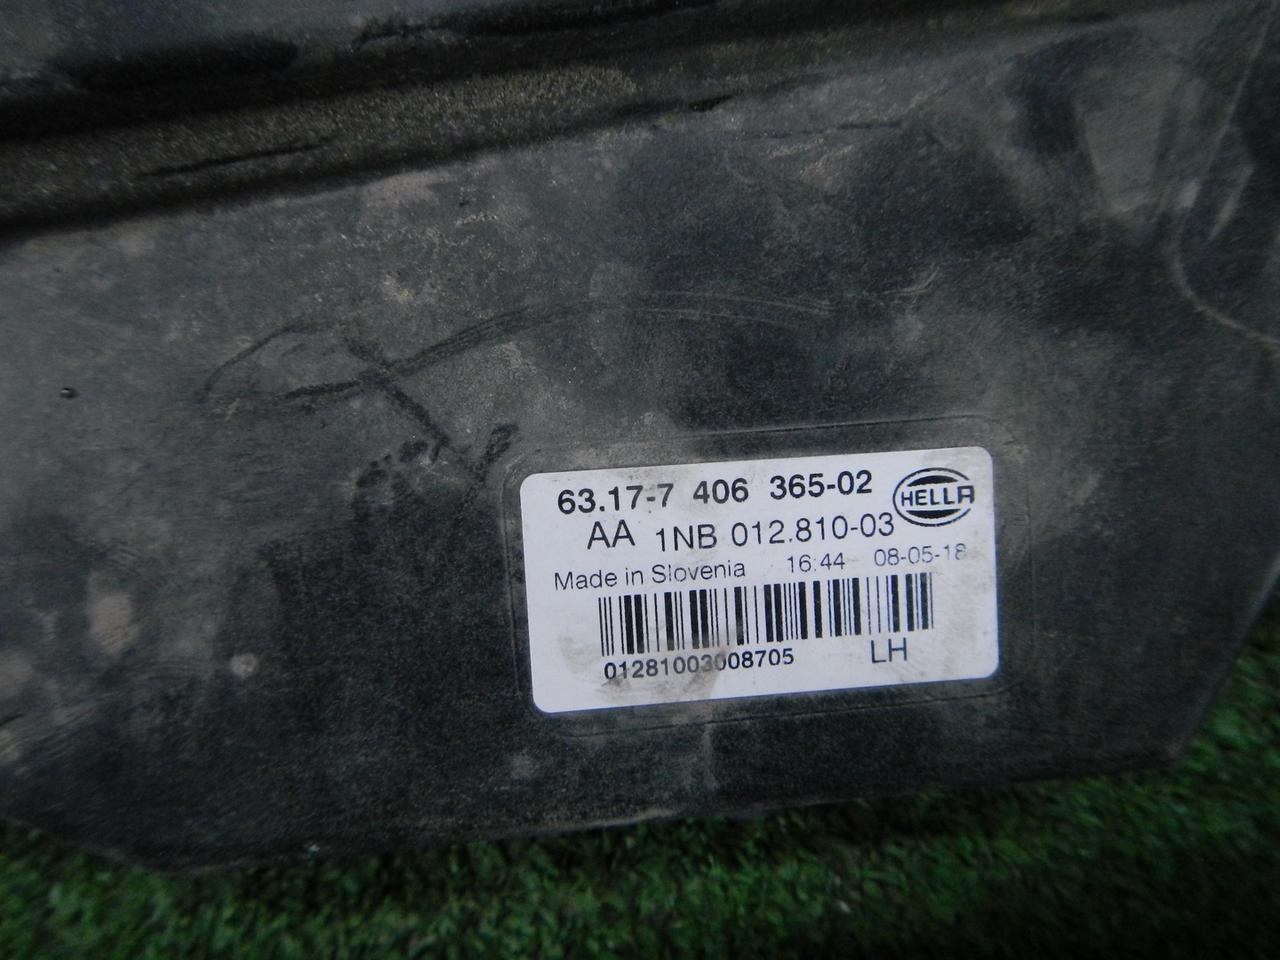 63.17-7 406 365-02
HELLA
AA 1NB 012.810-03
Made in Slovenia 16:44 08-05-18
01281003008705 LH